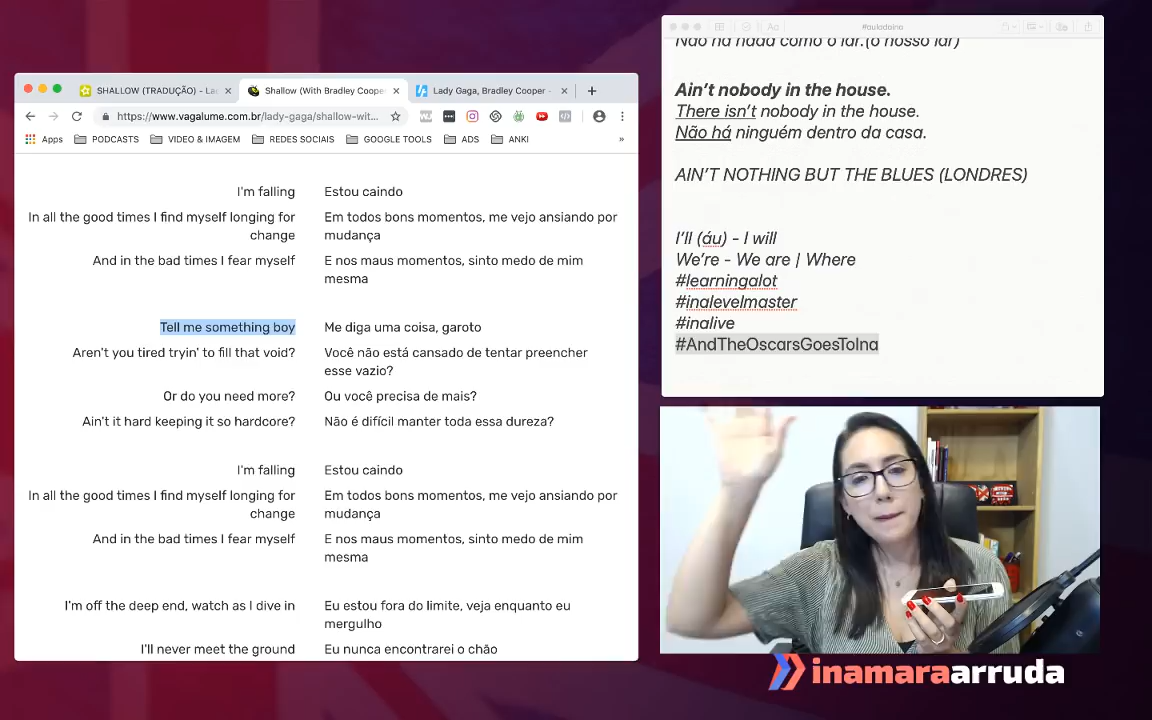 SHALLOW (TRADUÇÃO) - La
Shallow (With Bradley Cooper
Lady Gaga, Bradley Cooper -
https://www.vagalume.com.br/lady-gaga/shallow-wit...
Apps
PODCASTS
VIDEO & IMAGEM
REDES SOCIAIS
GOOGLE TOOLS
ADS
ANKI
»
I'm falling
Estou caindo
In all the good times I find myself longing for
change
Em todos bons momentos, me vejo ansiando por
mudança
And in the bad times I fear myself
E nos maus momentos, sinto medo de mim
mesma
Tell me something boy
Me diga uma coisa, garoto
Aren't you tired tryin' to fill that void?
Você não está cansado de tentar preencher
esse vazio?
Or do you need more?
Ou você precisa de mais?
Ain't it hard keeping it so hardcore?
Não é difícil manter toda essa dureza?
I'm falling
Estou caindo
In all the good times I find myself longing for
change
Em todos bons momentos, me vejo ansiando por
mudança
And in the bad times I fear myself
E nos maus momentos, sinto medo de mim
mesma
I'm off the deep end, watch as I dive in
Eu estou fora do limite, veja enquanto eu
mergulho
I'll never meet the ground
Eu nunca encontrarei o chão
#auladaina
Não há nada como o lar.(o nosso lar)
Ain't nobody in the house.
There isn't nobody in the house.
Não há ninguém dentro da casa.
AIN'T NOTHING BUT THE BLUES (LONDRES)
I'll (áu) - I will
We're - We are | Where
#learningalot
#inalevelmaster
#inalive
#AndTheOscarsGoesToIna
inamaraarruda